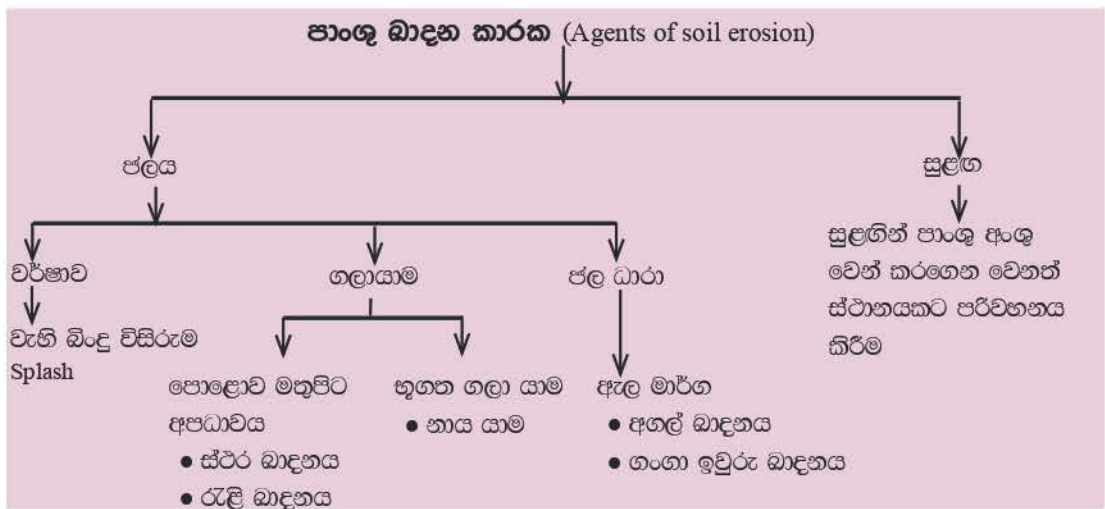 පාංශු ඛාදන කාරක (Agents of soil erosion)
ජලය
සුළඟ
වර්ෂාව
ගලායාම
ජල ධාරා
සුළඟින් පාංශු අංශු
වෙන් කරගෙන වෙනත්
ස්ථානයකට පරිවහනය
කිරීම
වැහි බිංදු විසිරුම
Splash
පොළොව මතුපිට
අපධාවය
● ස්ථර ඛාදනය
● රැළි ඛාදනය
භූගත ගලා යාම
● නාය යාම
ඇල මාර්ග
● අගල් ඛාදනය
● ගංගා ඉවුරු ඛාදනය